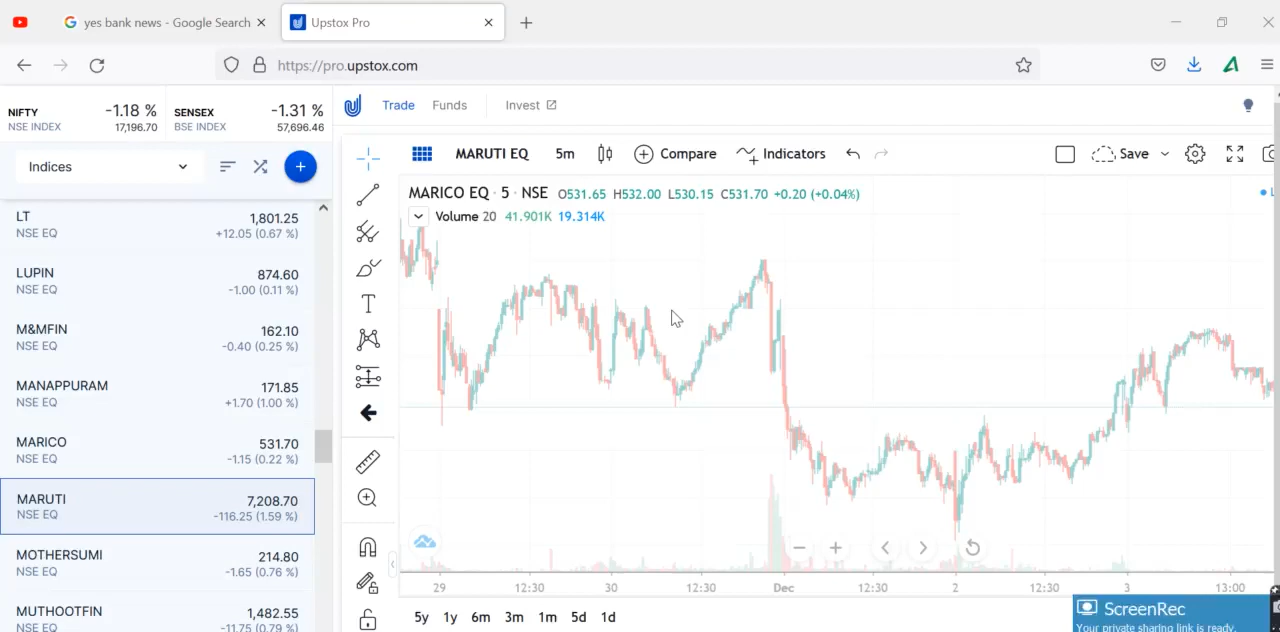 yes bank news - Google Search
Upstox Pro
https://pro.upstox.com
NIFTY -1.18 %
NSE INDEX 17,196.70
SENSEX -1.31 %
BSE INDEX 57,696.46
Trade Funds Invest
Indices
MARUTI EQ 5m Compare Indicators Save
MARICO EQ · 5 · NSE O531.65 H532.00 L530.15 C531.70 +0.20 (+0.04%)
Volume 20 41.901K 19.314K
LT 1,801.25
NSE EQ +12.05 (0.67 %)
LUPIN 874.60
NSE EQ -1.00 (0.11 %)
M&MFIN 162.10
NSE EQ -0.40 (0.25 %)
MANAPPURAM 171.85
NSE EQ +1.70 (1.00 %)
MARICO 531.70
NSE EQ -1.15 (0.22 %)
MARUTI 7,208.70
NSE EQ -116.25 (1.59 %)
MOTHERSUMI 214.80
NSE EQ -1.65 (0.76 %)
MUTHOOTFIN 1,482.55
NSE EQ -11.75 (0.79 %)
29 12:30 30 12:30 Dec 12:30 2 12:30 3 13:00
5y 1y 6m 3m 1m 5d 1d
ScreenRec
Your private sharing link is ready.